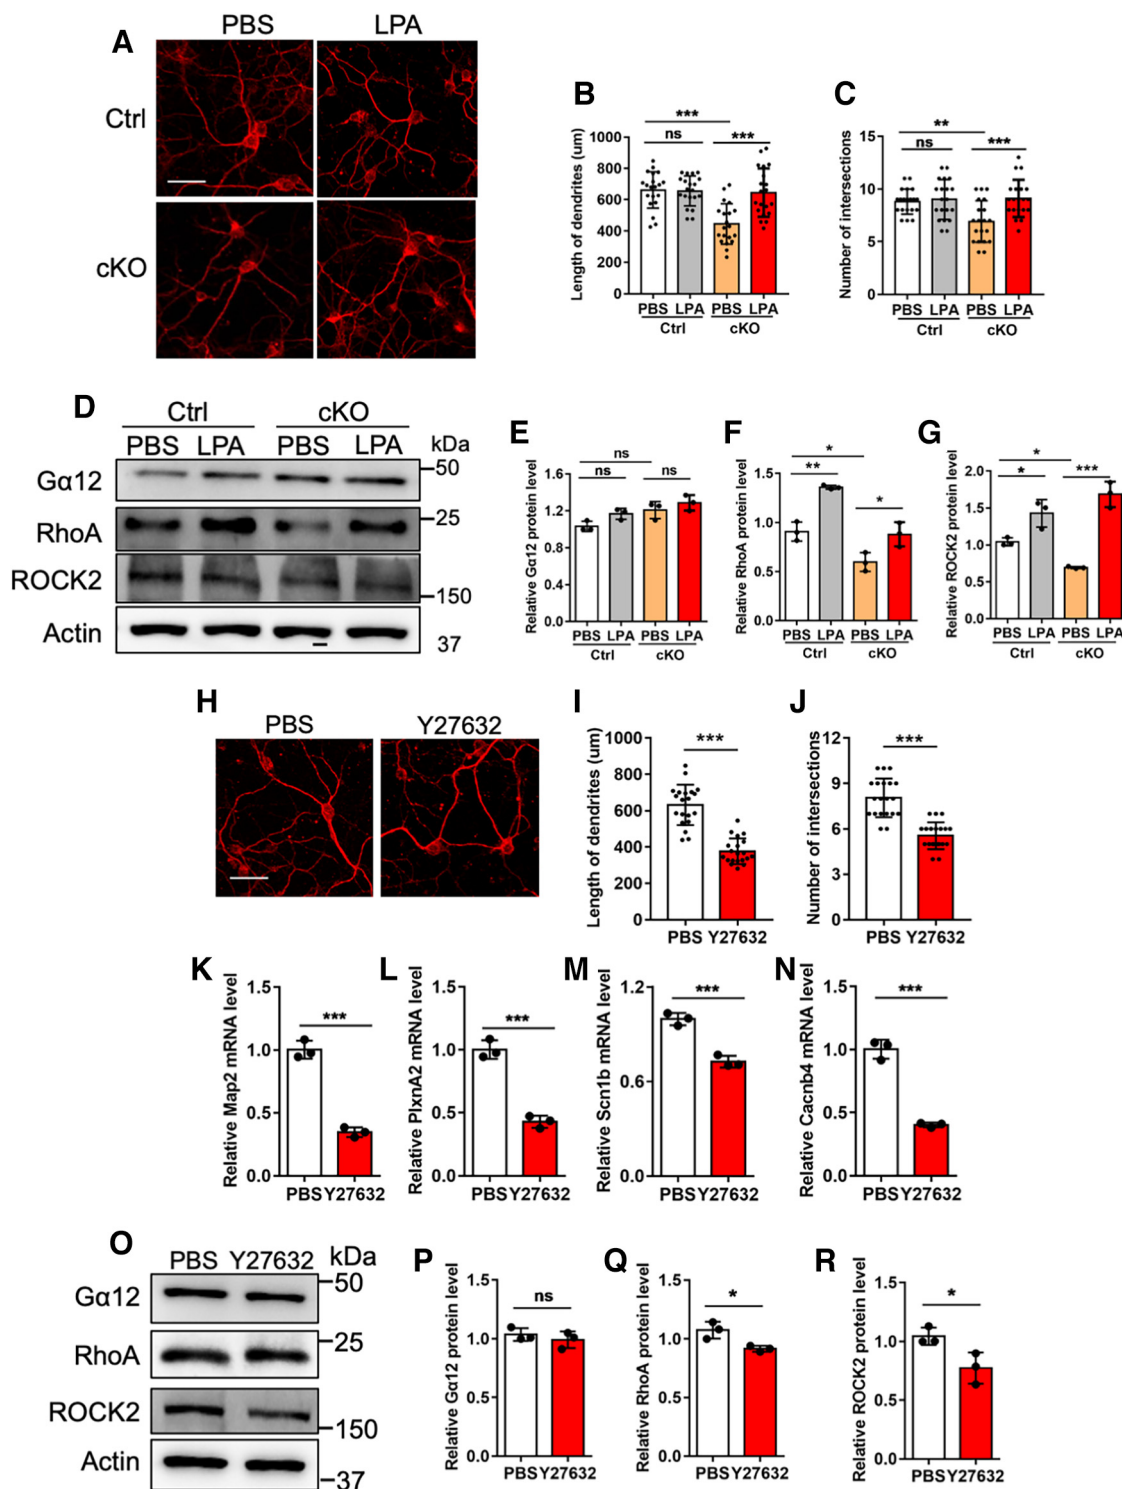 A
PBS LPA
Ctrl
cKO
B
Length of dendrites (um)
1000
800
600
400
200
0
***
ns ***
PBS LPA PBS LPA
Ctrl cKO
C
Number of intersections
15
10
5
0
**
ns ***
PBS LPA PBS LPA
Ctrl cKO
D
Ctrl cKO
PBS LPA PBS LPA kDa
Gα12 50
RhoA 25
ROCK2 150
Actin 37
E
Relative Gα12 protein level
1.6
1.2
0.8
0.4
0.0
ns
ns ns
PBS LPA PBS LPA
Ctrl cKO
F
Relative RhoA protein level
1.5
1.0
0.5
0.0
*
** *
PBS LPA PBS LPA
Ctrl cKO
G
Relative ROCK2 protein level
2.0
1.5
1.0
0.5
0.0
*
* ***
PBS LPA PBS LPA
Ctrl cKO
H
PBS Y27632
I
Length of dendrites (um)
1000
800
600
400
200
0
***
PBS Y27632
J
Number of intersections
12
9
6
3
0
***
PBS Y27632
K
Relative Map2 mRNA level
1.5
1.0
0.5
0.0
***
PBS Y27632
L
Relative PlxnA2 mRNA level
1.5
1.0
0.5
0.0
***
PBS Y27632
M
Relative Scn1b mRNA level
1.2
0.6
0.0
***
PBS Y27632
N
Relative Cacnb4 mRNA level
1.5
1.0
0.5
0.0
***
PBS Y27632
O
PBS Y27632 kDa
Gα12 50
RhoA 25
ROCK2 150
Actin 37
P
Relative Gα12 protein level
1.5
1.0
0.5
0.0
ns
PBS Y27632
Q
Relative RhoA protein level
1.5
1.0
0.5
0.0
*
PBS Y27632
R
Relative ROCK2 protein level
1.5
1.0
0.5
0.0
*
PBS Y27632